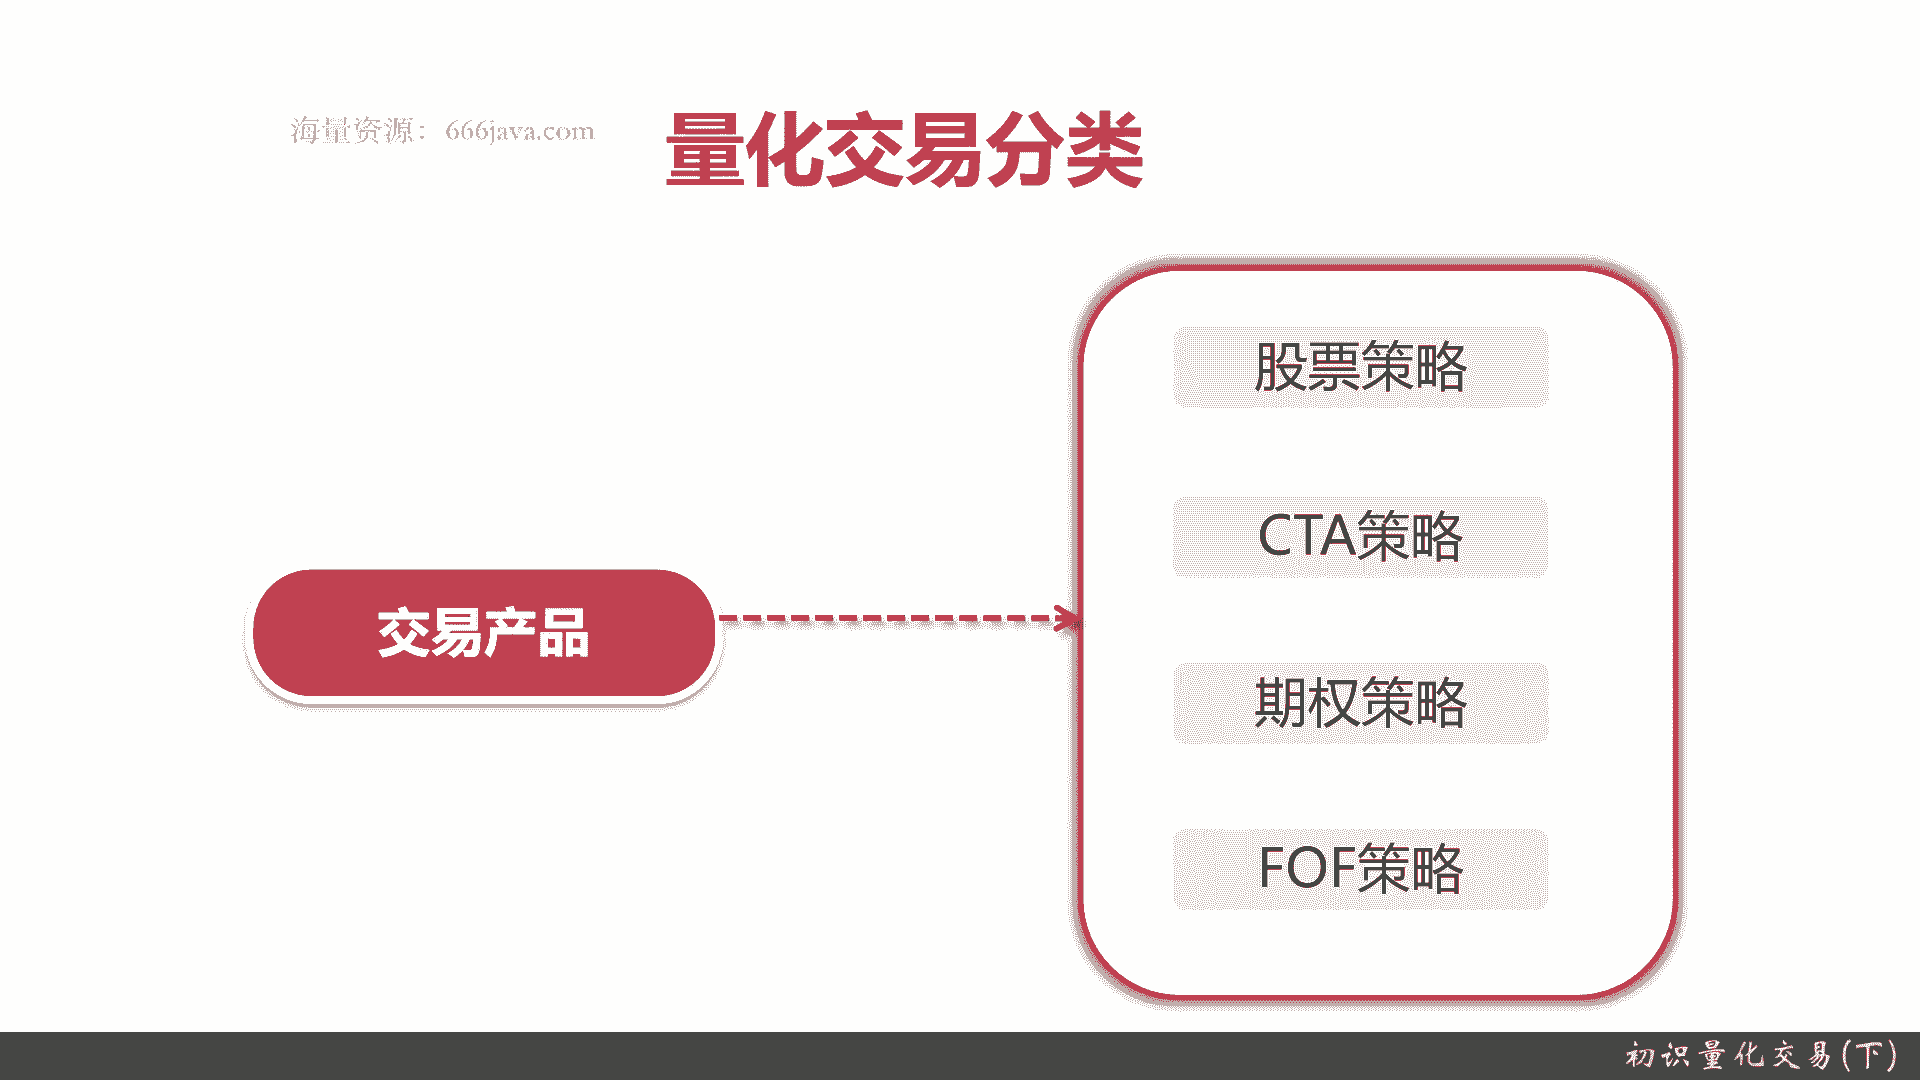 海量资源：666java.com
量化交易分类
股票策略
CTA策略
交易产品
期权策略
FOF策略
初识量化交易(下)